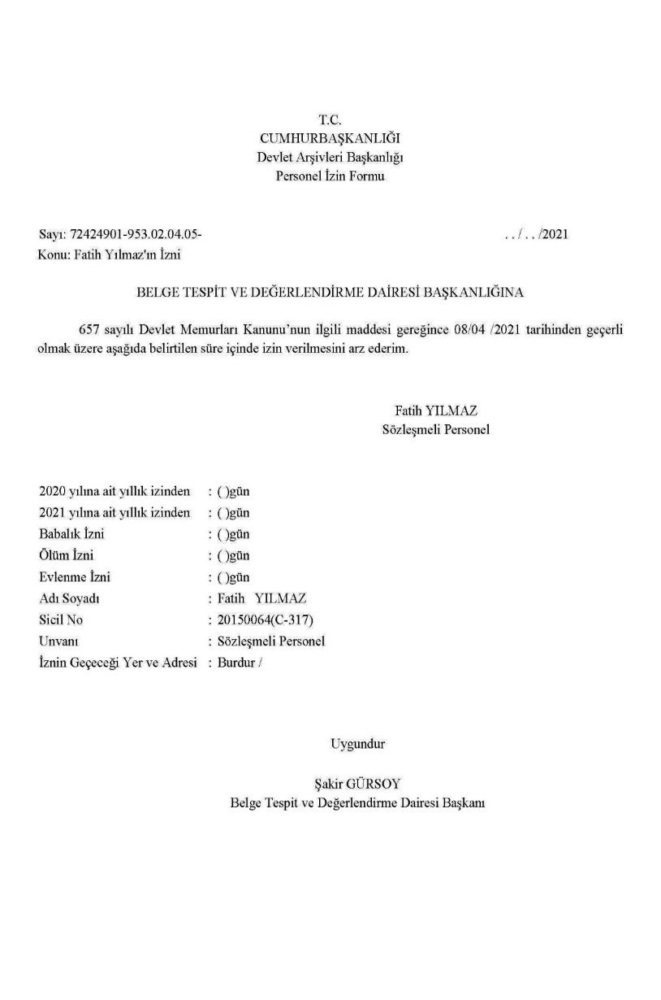 T.C.
CUMHURBAŞKANLIĞI
Devlet Arşivleri Başkanlığı
Personel İzin Formu
Sayı: 72424901-953.02.04.05- . . / . . /2021
Konu: Fatih Yılmaz'ın İzni
BELGE TESPİT VE DEĞERLENDİRME DAİRESİ BAŞKANLIĞINA
657 sayılı Devlet Memurları Kanunu’nun ilgili maddesi gereğince 08/04 /2021 tarihinden geçerli
olmak üzere aşağıda belirtilen süre içinde izin verilmesini arz ederim.
Fatih YILMAZ
Sözleşmeli Personel
2020 yılına ait yıllık izinden : ( )gün
2021 yılına ait yıllık izinden : ( )gün
Babalık İzni : ( )gün
Ölüm İzni : ( )gün
Evlenme İzni : ( )gün
Adı Soyadı : Fatih YILMAZ
Sicil No : 20150064(C-317)
Unvanı : Sözleşmeli Personel
İznin Geçeceği Yer ve Adresi : Burdur /
Uygundur
Şakir GÜRSOY
Belge Tespit ve Değerlendirme Dairesi Başkanı